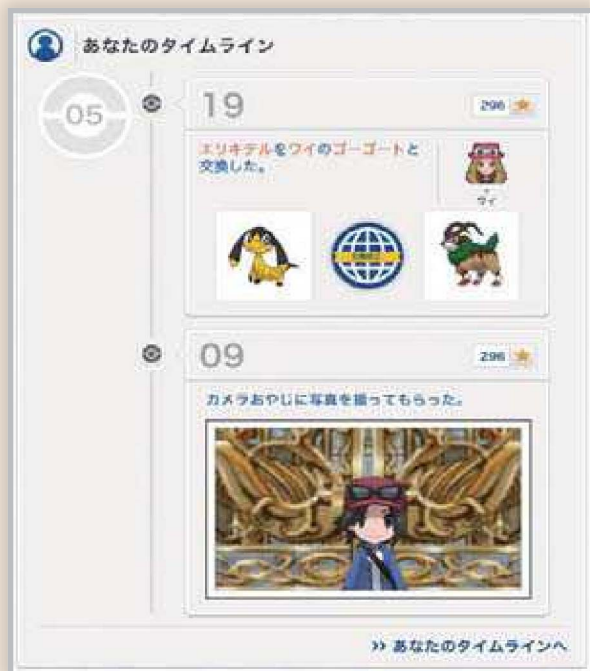 あなたのタイムライン
05
19
296
エリキテルをワイのゴーゴートと
交換した。
ワイ
09
296
カメラおやじに写真を撮ってもらった。
>> あなたのタイムラインへ